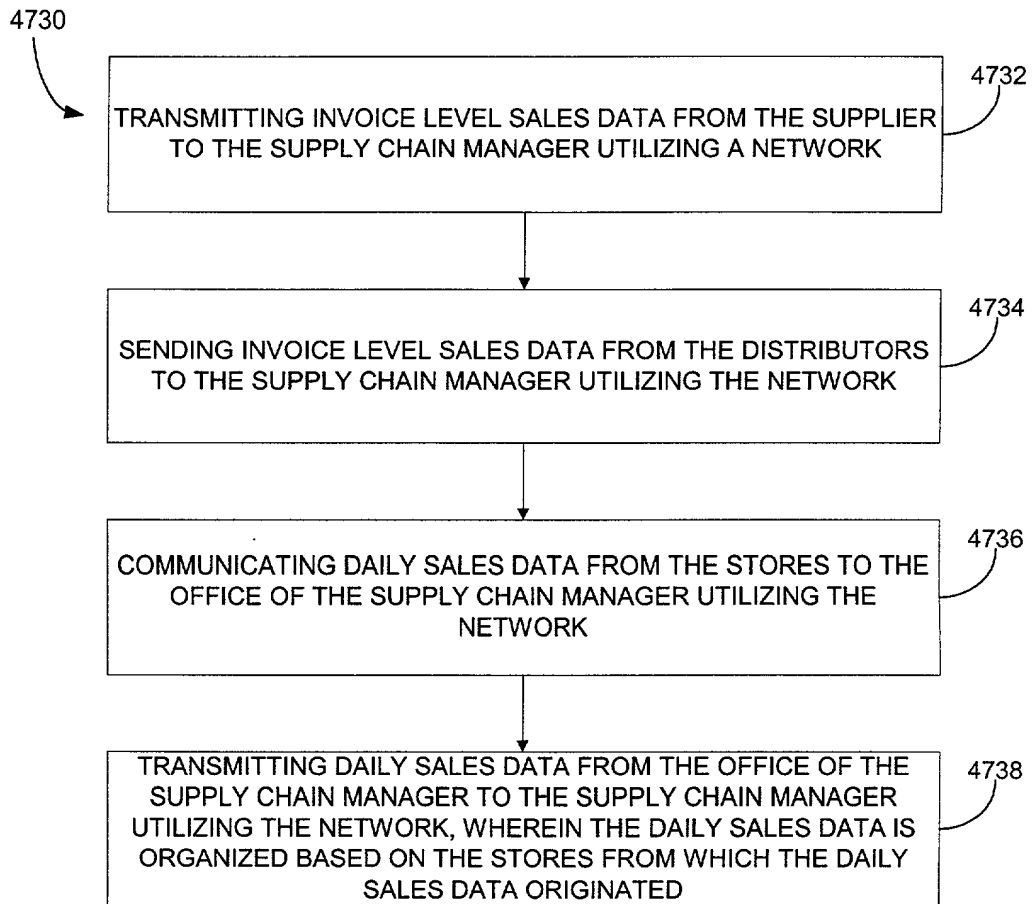 4730
4732
TRANSMITTING INVOICE LEVEL SALES DATA FROM THE SUPPLIER
TO THE SUPPLY CHAIN MANAGER UTILIZING A NETWORK
4734
SENDING INVOICE LEVEL SALES DATA FROM THE DISTRIBUTORS
TO THE SUPPLY CHAIN MANAGER UTILIZING THE NETWORK
4736
COMMUNICATING DAILY SALES DATA FROM THE STORES TO THE
OFFICE OF THE SUPPLY CHAIN MANAGER UTILIZING THE
NETWORK
4738
TRANSMITTING DAILY SALES DATA FROM THE OFFICE OF THE
SUPPLY CHAIN MANAGER TO THE SUPPLY CHAIN MANAGER
UTILIZING THE NETWORK, WHEREIN THE DAILY SALES DATA IS
ORGANIZED BASED ON THE STORES FROM WHICH THE DAILY
SALES DATA ORIGINATED